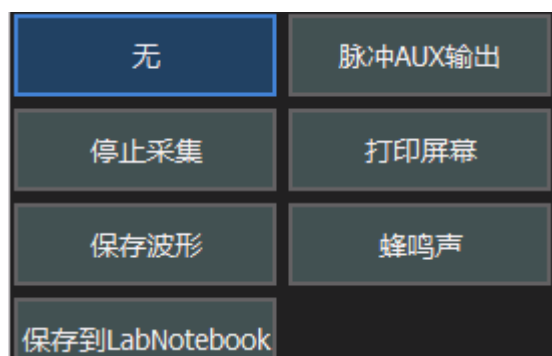 无
脉冲AUX输出
停止采集
打印屏幕
保存波形
蜂鸣声
保存到LabNotebook